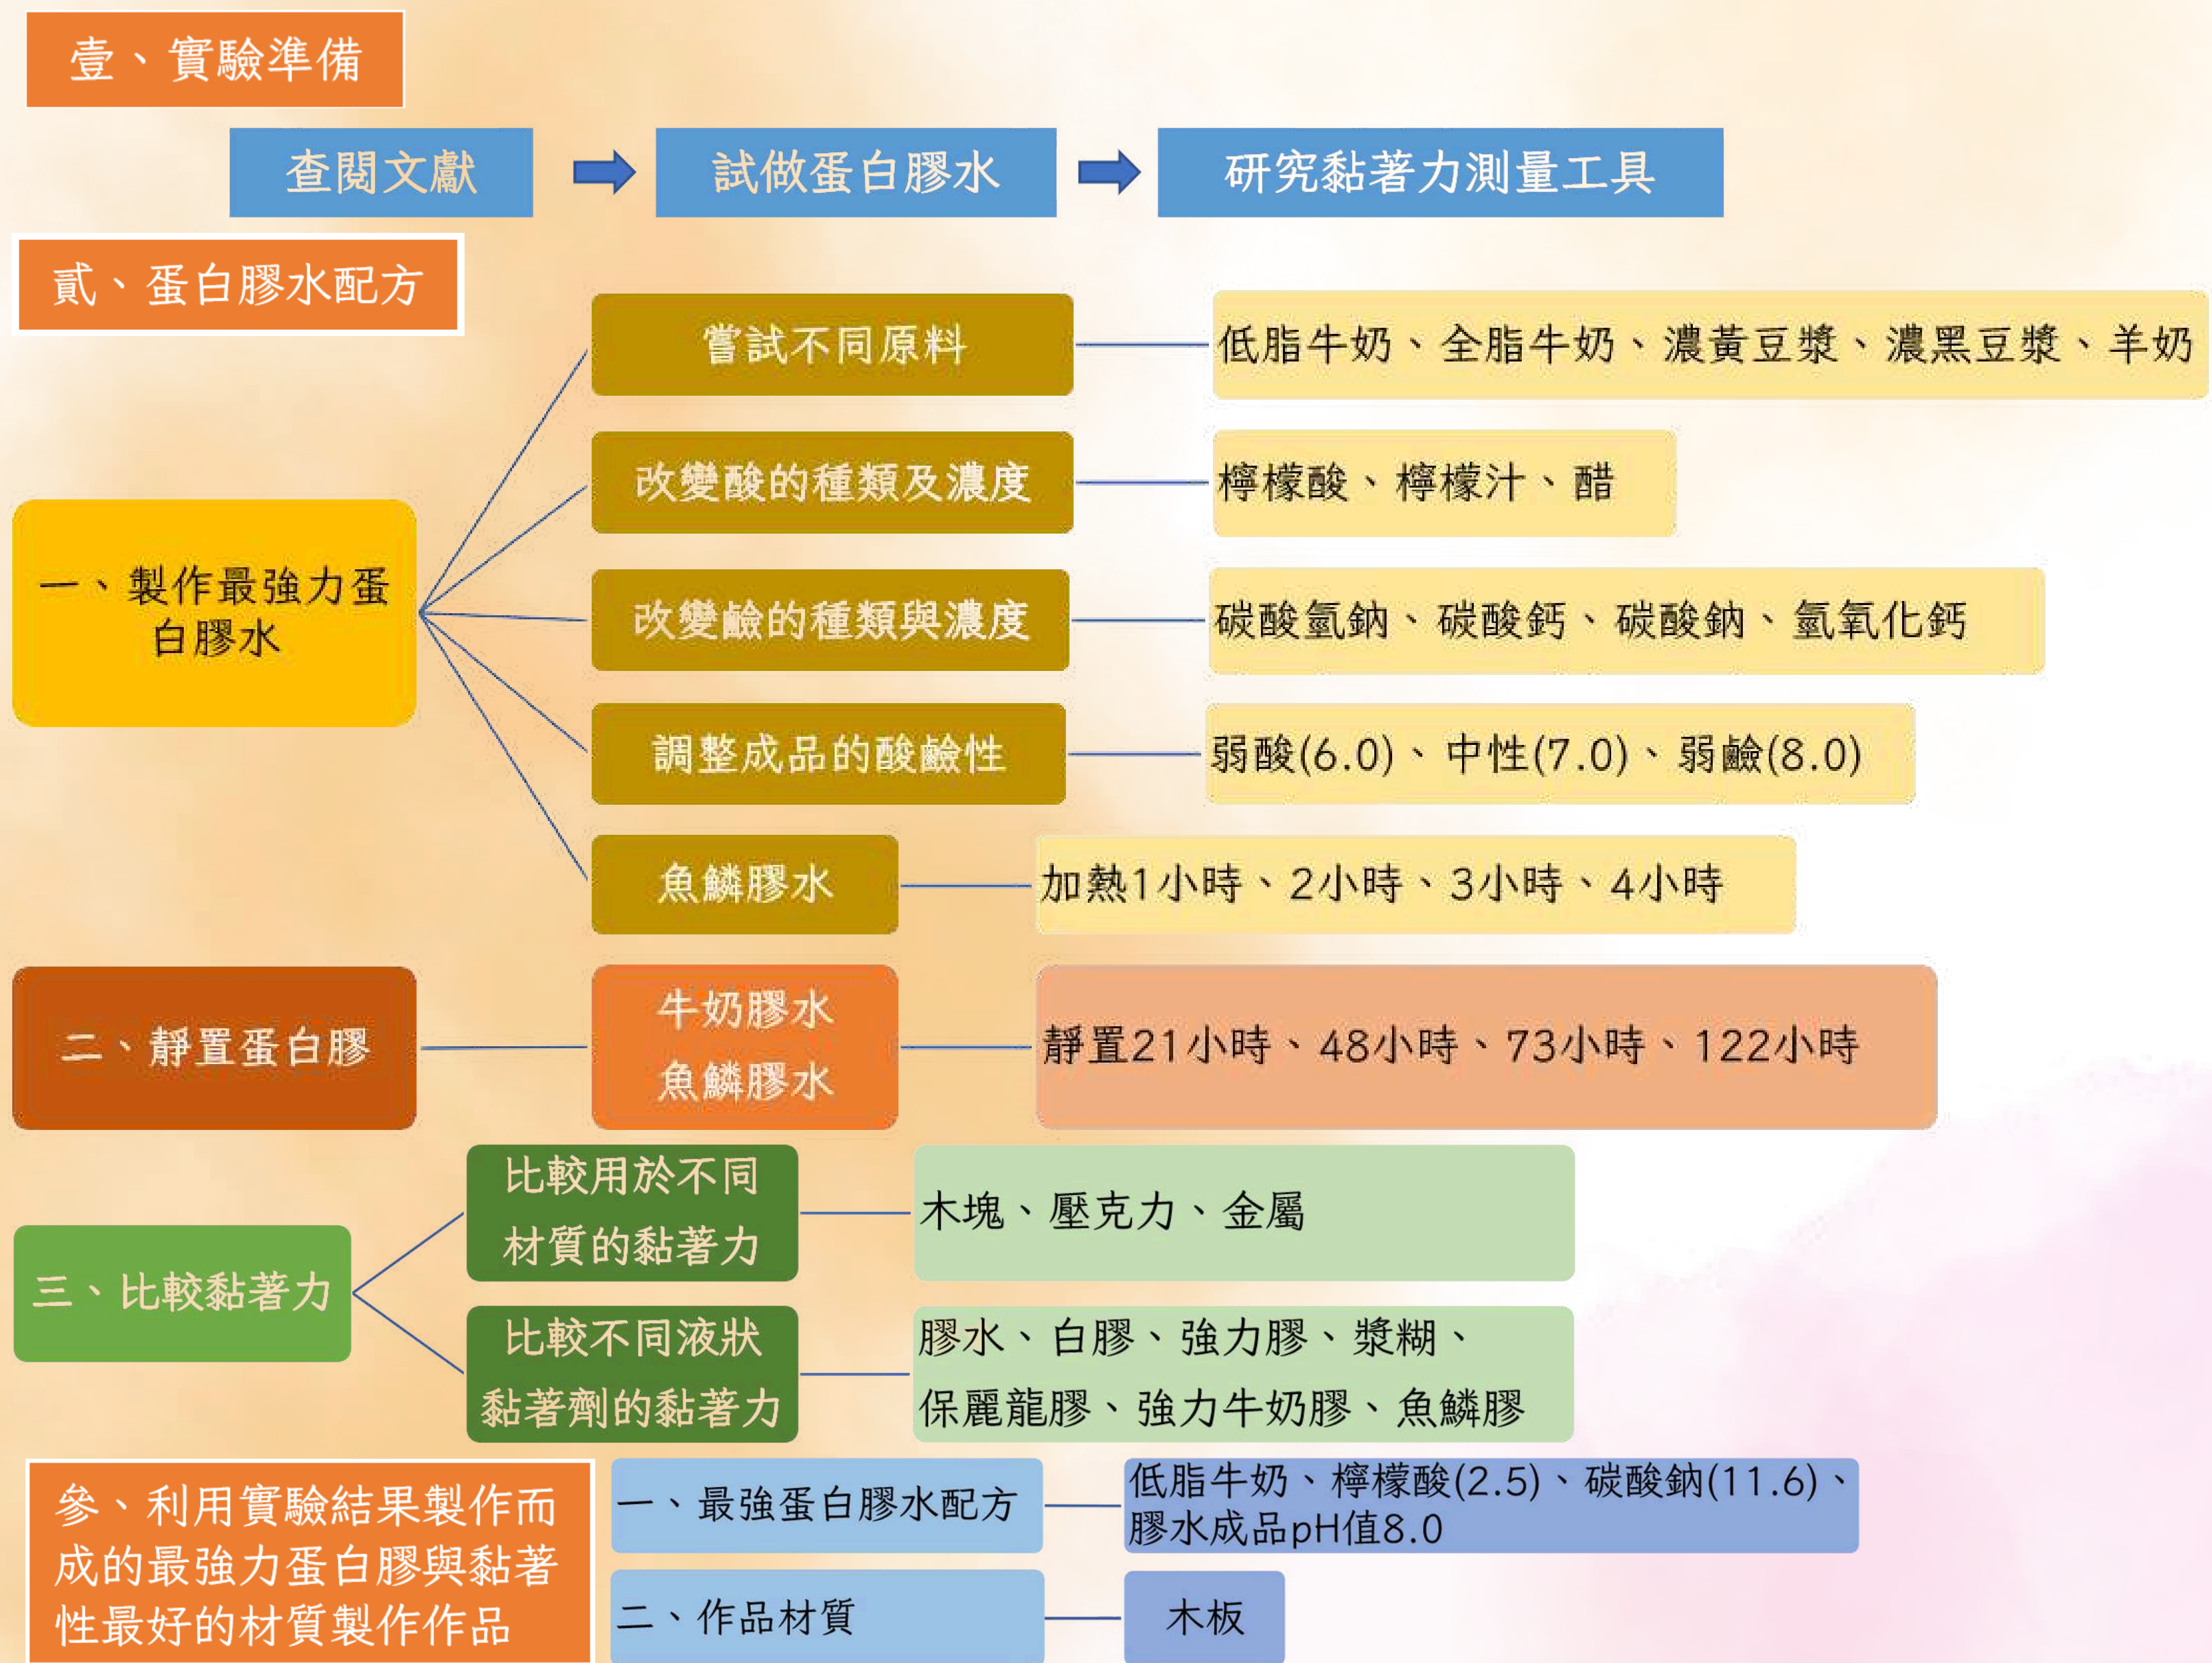 壹、實驗準備
查閱文獻
試做蛋白膠水
研究黏著力測量工具
貳、蛋白膠水配方
一、製作最強力蛋
白膠水
嘗試不同原料
低脂牛奶、全脂牛奶、濃黃豆漿、濃黑豆漿、羊奶
改變酸的種類及濃度
檸檬酸、檸檬汁、醋
改變鹼的種類與濃度
碳酸氫鈉、碳酸鈣、碳酸鈉、氫氧化鈣
調整成品的酸鹼性
弱酸(6.0)、中性(7.0)、弱鹼(8.0)
魚鱗膠水
加熱1小時、2小時、3小時、4小時
二、靜置蛋白膠
牛奶膠水
魚鱗膠水
靜置21小時、48小時、73小時、122小時
三、比較黏著力
比較用於不同
材質的黏著力
木塊、壓克力、金屬
比較不同液狀
黏著劑的黏著力
膠水、白膠、強力膠、漿糊、
保麗龍膠、強力牛奶膠、魚鱗膠
參、利用實驗結果製作而
成的最強力蛋白膠與黏著
性最好的材質製作作品
一、最強蛋白膠水配方
低脂牛奶、檸檬酸(2.5)、碳酸鈉(11.6)、
膠水成品pH值8.0
二、作品材質
木板